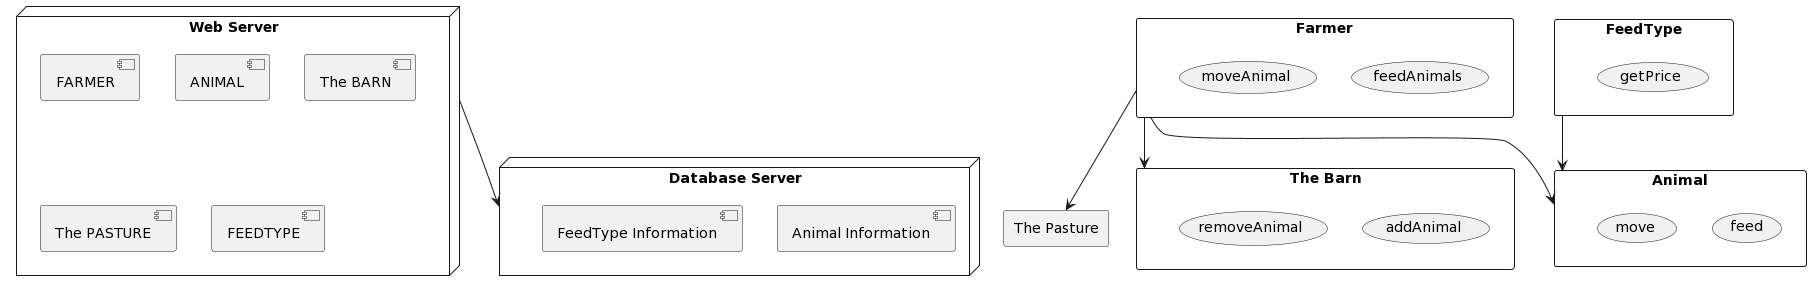 Web Server
FARMER
ANIMAL
The BARN
The PASTURE
FEEDTYPE
Database Server
FeedType Information
Animal Information
The Pasture
Farmer
moveAnimal
feedAnimals
The Barn
removeAnimal
addAnimal
FeedType
getPrice
Animal
move
feed